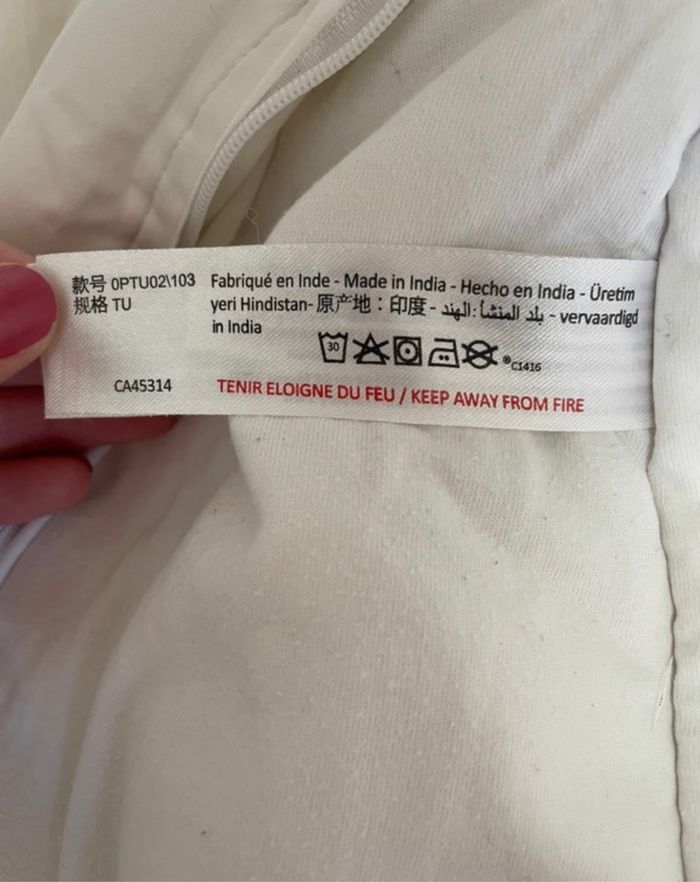 款号 0PTU02\103
规格 TU
CA45314
Fabriqué en Inde - Made in India - Hecho en India - Üretim
yeri Hindistan- 原产地：印度 - بلد المنشأ: الهند - vervaardigd
in India
30
®C1416
TENIR ELOIGNE DU FEU / KEEP AWAY FROM FIRE